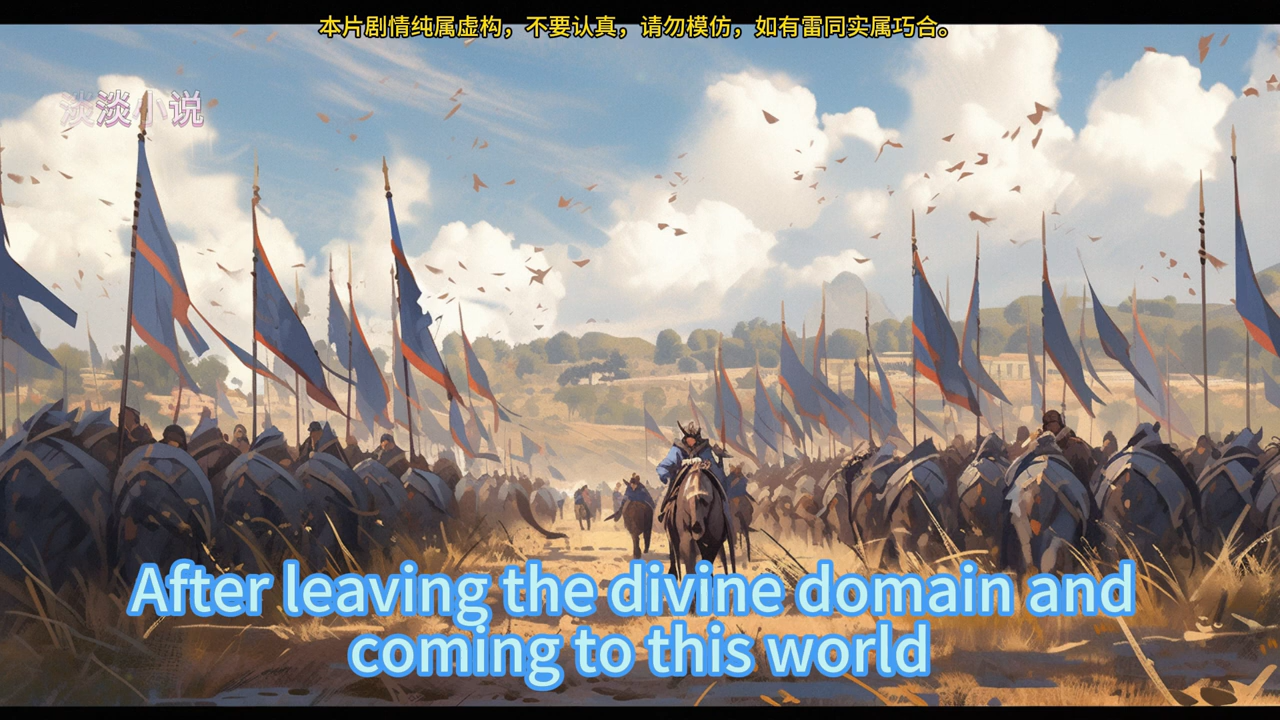 本片剧情纯属虚构，不要认真，请勿模仿，如有雷同实属巧合。
淡淡小说
After leaving the divine domain and
coming to this world